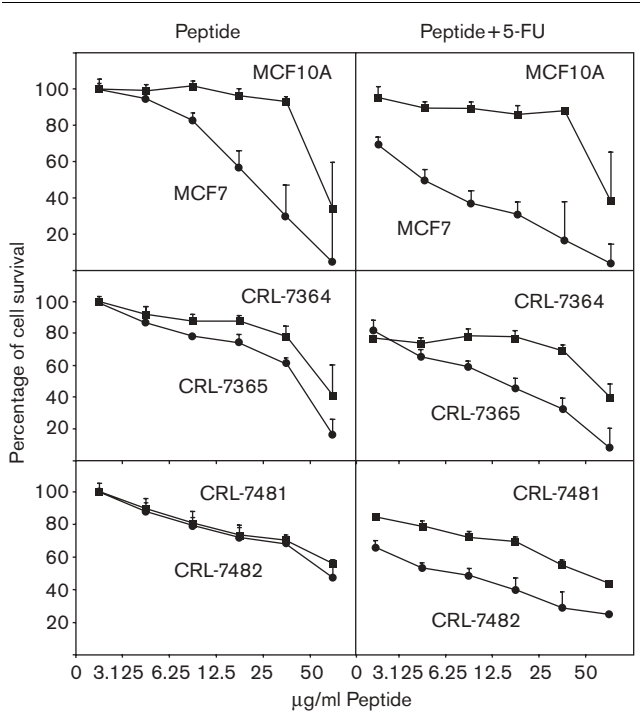 Peptide
Peptide+5-FU
Percentage of cell survival
100
80
60
40
20
MCF10A
MCF7
MCF10A
MCF7
100
80
60
40
20
CRL-7364
CRL-7365
CRL-7364
CRL-7365
100
80
60
40
20
CRL-7481
CRL-7482
CRL-7481
CRL-7482
0 3.125 6.25 12.5 25 50
0 3.125 6.25 12.5 25 50
μg/ml Peptide